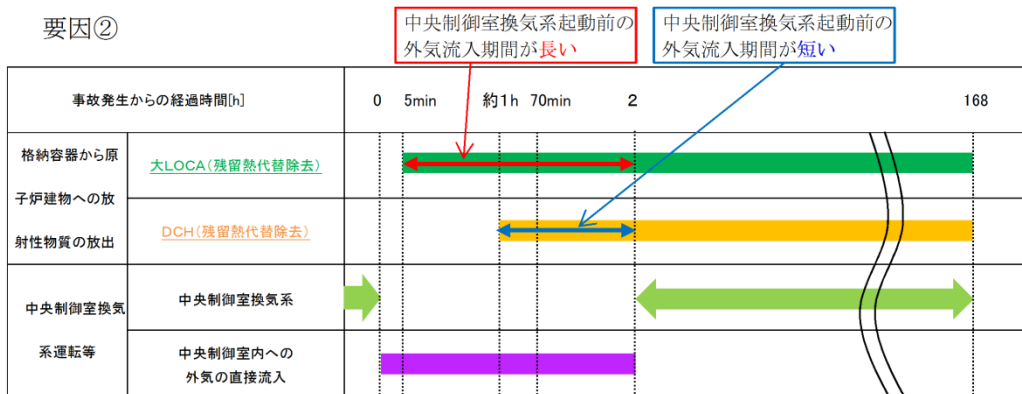 要因②
中央制御室換気系起動前の
外気流入期間が長い
中央制御室換気系起動前の
外気流入期間が短い
事故発生からの経過時間[h]
0
5min
約1h
70min
2
168
格納容器から原
子炉建物への放
射性物質の放出
大LOCA(残留熱代替除去)
DCH(残留熱代替除去)
中央制御室換気
系運転等
中央制御室換気系
中央制御室内への
外気の直接流入